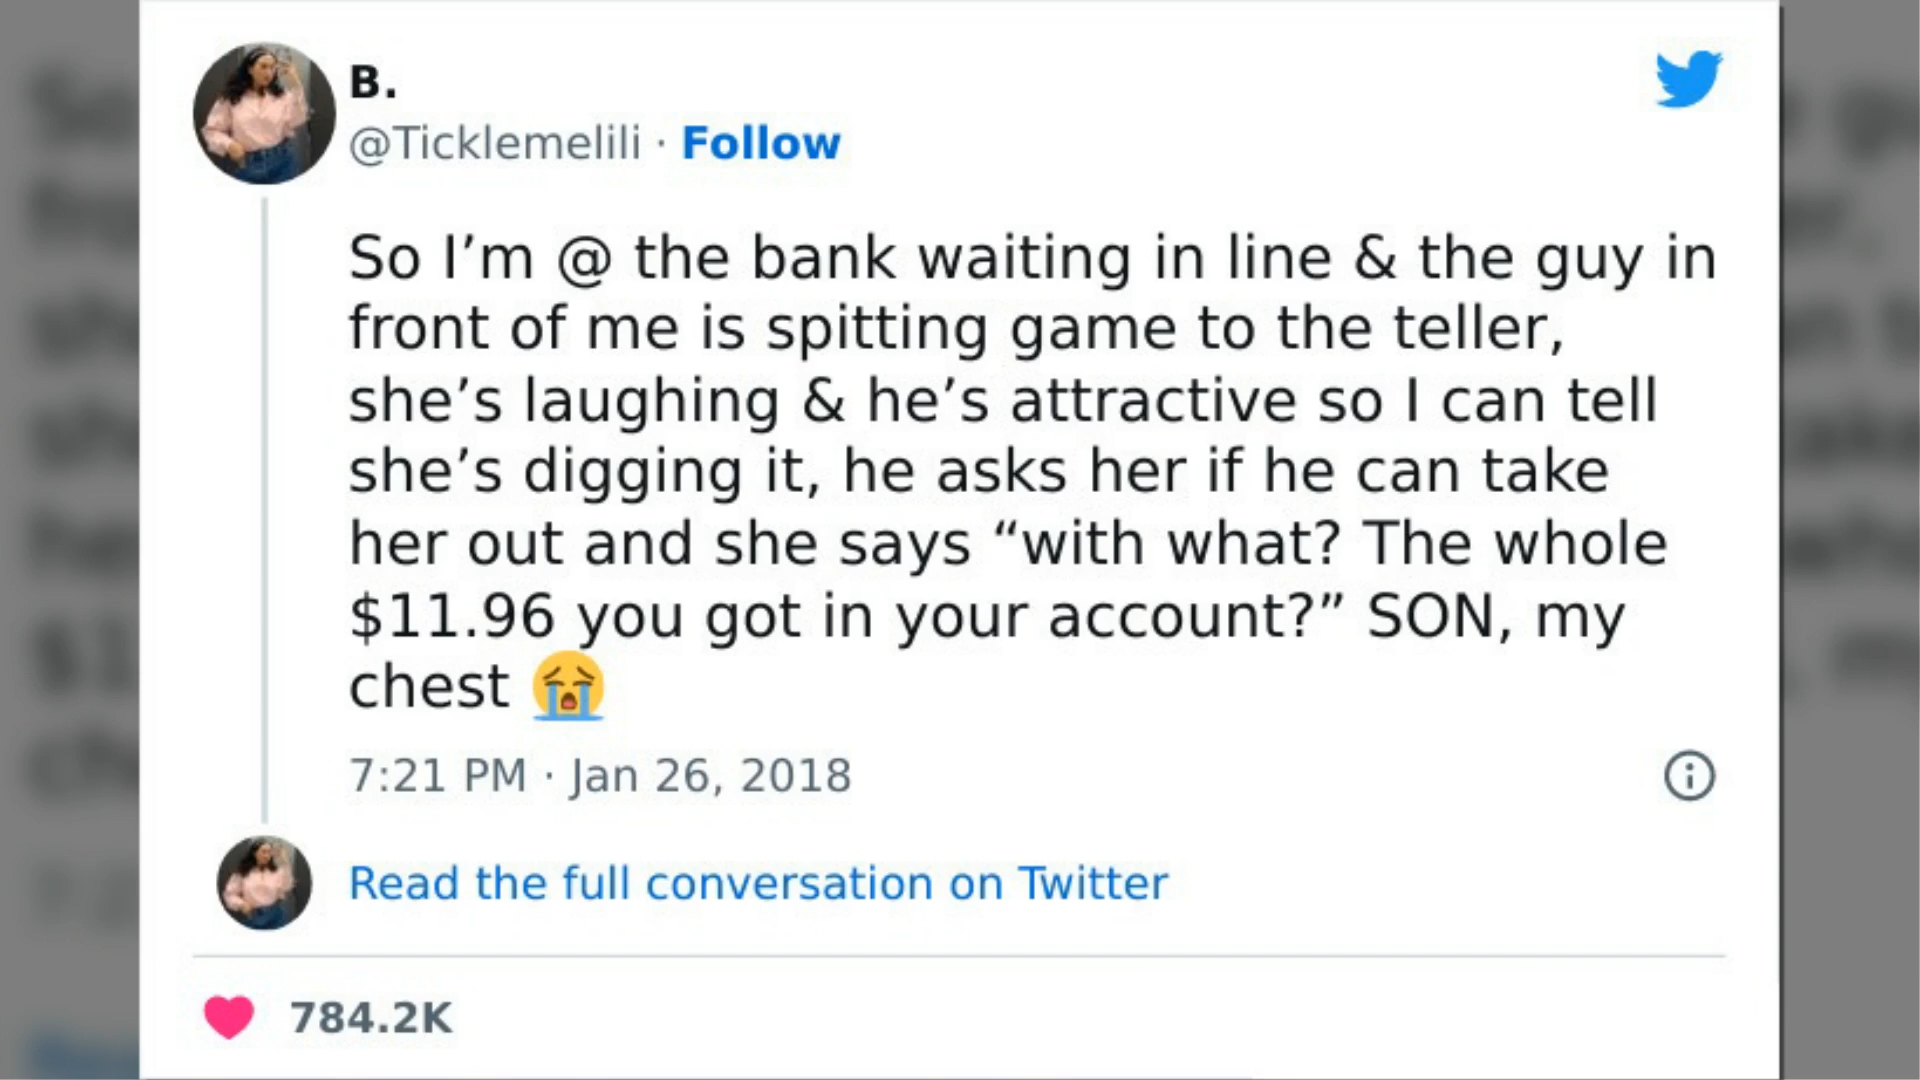 B.
@Ticklemelili · Follow
So I’m @ the bank waiting in line & the guy in
front of me is spitting game to the teller,
she’s laughing & he’s attractive so I can tell
she’s digging it, he asks her if he can take
her out and she says “with what? The whole
$11.96 you got in your account?” SON, my
chest 😭
7:21 PM · Jan 26, 2018
Read the full conversation on Twitter
784.2K